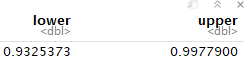 lower upper
<dbl> <dbl>
0.9325373 0.9977900